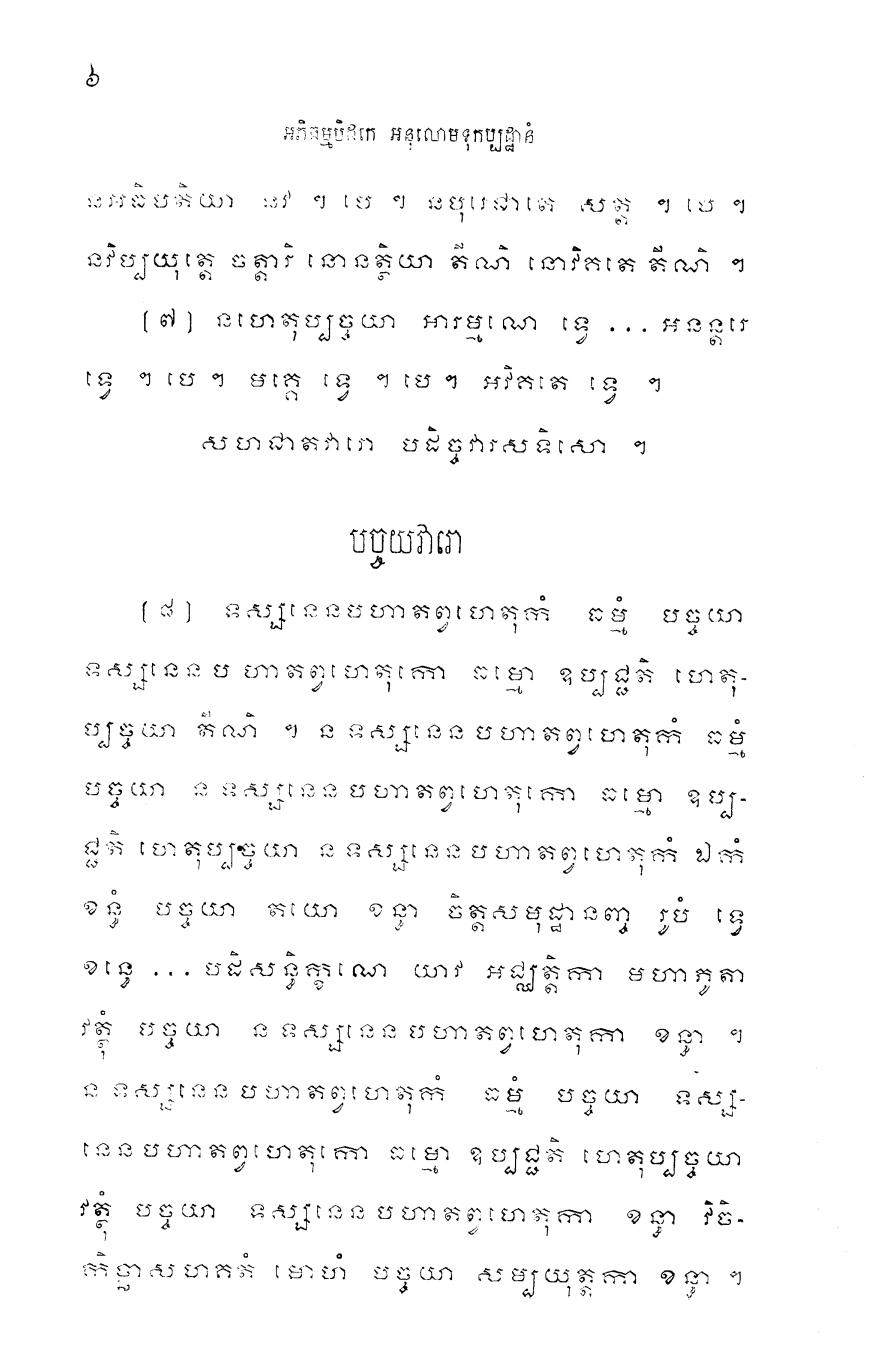 ៦
អភិធម្មបិដកេ អនុលោមទុកប្បដ្ឋានំ
នអធិបតិយា នវ ។ បេ ។ នបុរេជាតេ សត្ត ។ បេ ។
នវិប្បយុត្តេ ចត្តារិ នោនត្ថិយា តីណិ នោវិគតេ តីណិ ។
[៧] នហេតុប្បច្ចយា អារម្មណេ ទ្វេ ... អនន្តរេ
ទ្វេ ។ បេ ។ មគ្គេ ទ្វេ ។ បេ ។ អវិគតេ ទ្វេ ។
សហជាតវារោ បដិច្ចវារសទិសោ ។
បច្ចយវារោ
[៨] ទស្សនេនបហាតព្វហេតុកំ ធម្មំ បច្ចយា
ទស្សនេនបហាតព្វហេតុកោ ធម្មោ ឧប្បជ្ជតិ ហេតុ-
ប្បច្ចយា តីណិ ។ ន ទស្សនេនបហាតព្វហេតុកំ ធម្មំ
បច្ចយា ន ទស្សនេនបហាតព្វហេតុកោ ធម្មោ ឧប្ប-
ជ្ជតិ ហេតុប្បច្ចយា ន ទស្សនេនបហាតព្វហេតុកំ ឯកំ
ខន្ធំ បច្ចយា តយោ ខន្ធា ចិត្តសមុដ្ឋានញ្ច រូបំ ទ្វេ
ខន្ធេ ... បដិសន្ធិក្ខណេ យាវ អជ្ឈត្តិកា មហាភូតា
វត្ថុំ បច្ចយា ន ទស្សនេនបហាតព្វហេតុកា ខន្ធា ។
ន ទស្សនេនបហាតព្វហេតុកំ ធម្មំ បច្ចយា ទស្ស-
នេនបហាតព្វហេតុកោ ធម្មោ ឧប្បជ្ជតិ ហេតុប្បច្ចយា
វត្ថុំ បច្ចយា ទស្សនេនបហាតព្វហេតុកា ខន្ធា វិចិ-
កិច្ឆាសហគតំ មោហំ បច្ចយា សម្បយុត្តកា ខន្ធា ។